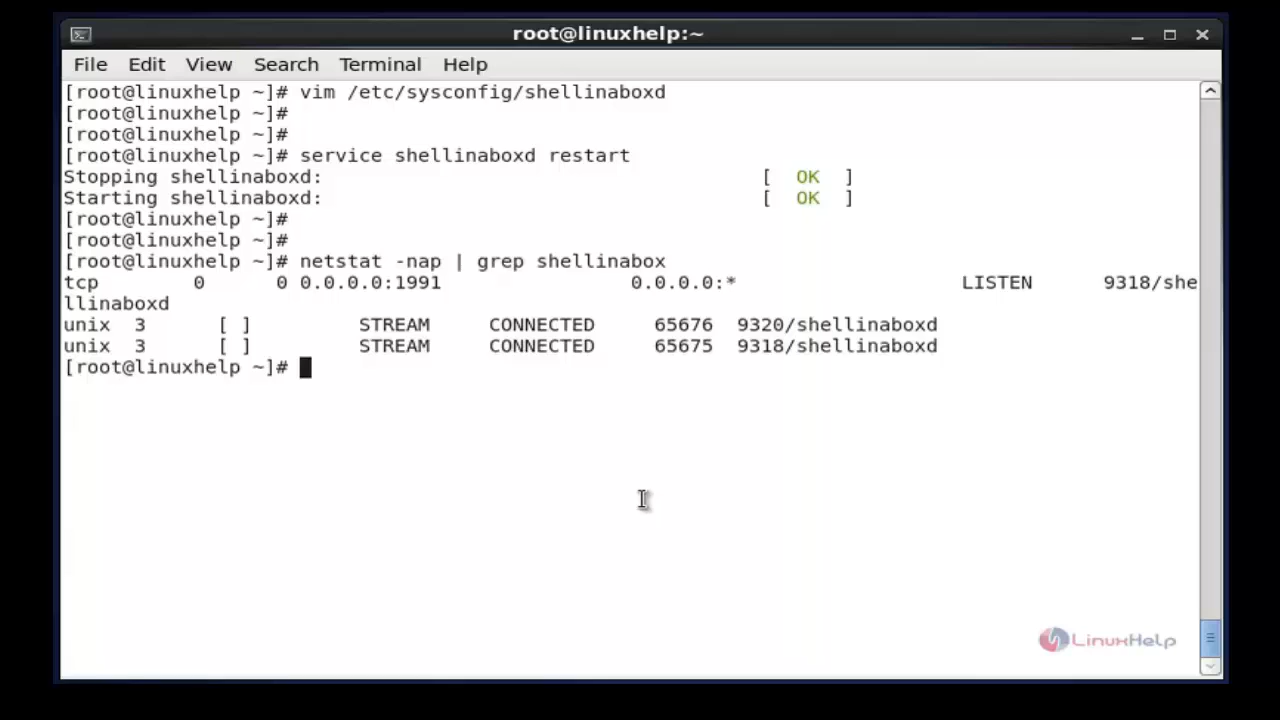 root@linuxhelp:~
File Edit View Search Terminal Help
[root@linuxhelp ~]# vim /etc/sysconfig/shellinaboxd
[root@linuxhelp ~]#
[root@linuxhelp ~]#
[root@linuxhelp ~]# service shellinaboxd restart
Stopping shellinaboxd:                                     [  OK  ]
Starting shellinaboxd:                                     [  OK  ]
[root@linuxhelp ~]#
[root@linuxhelp ~]#
[root@linuxhelp ~]# netstat -nap | grep shellinabox
tcp        0      0 0.0.0.0:1991                0.0.0.0:*                   LISTEN      9318/she
llinaboxd
unix  3      [ ]         STREAM     CONNECTED     65676  9320/shellinaboxd
unix  3      [ ]         STREAM     CONNECTED     65675  9318/shellinaboxd
[root@linuxhelp ~]#
LinuxHelp